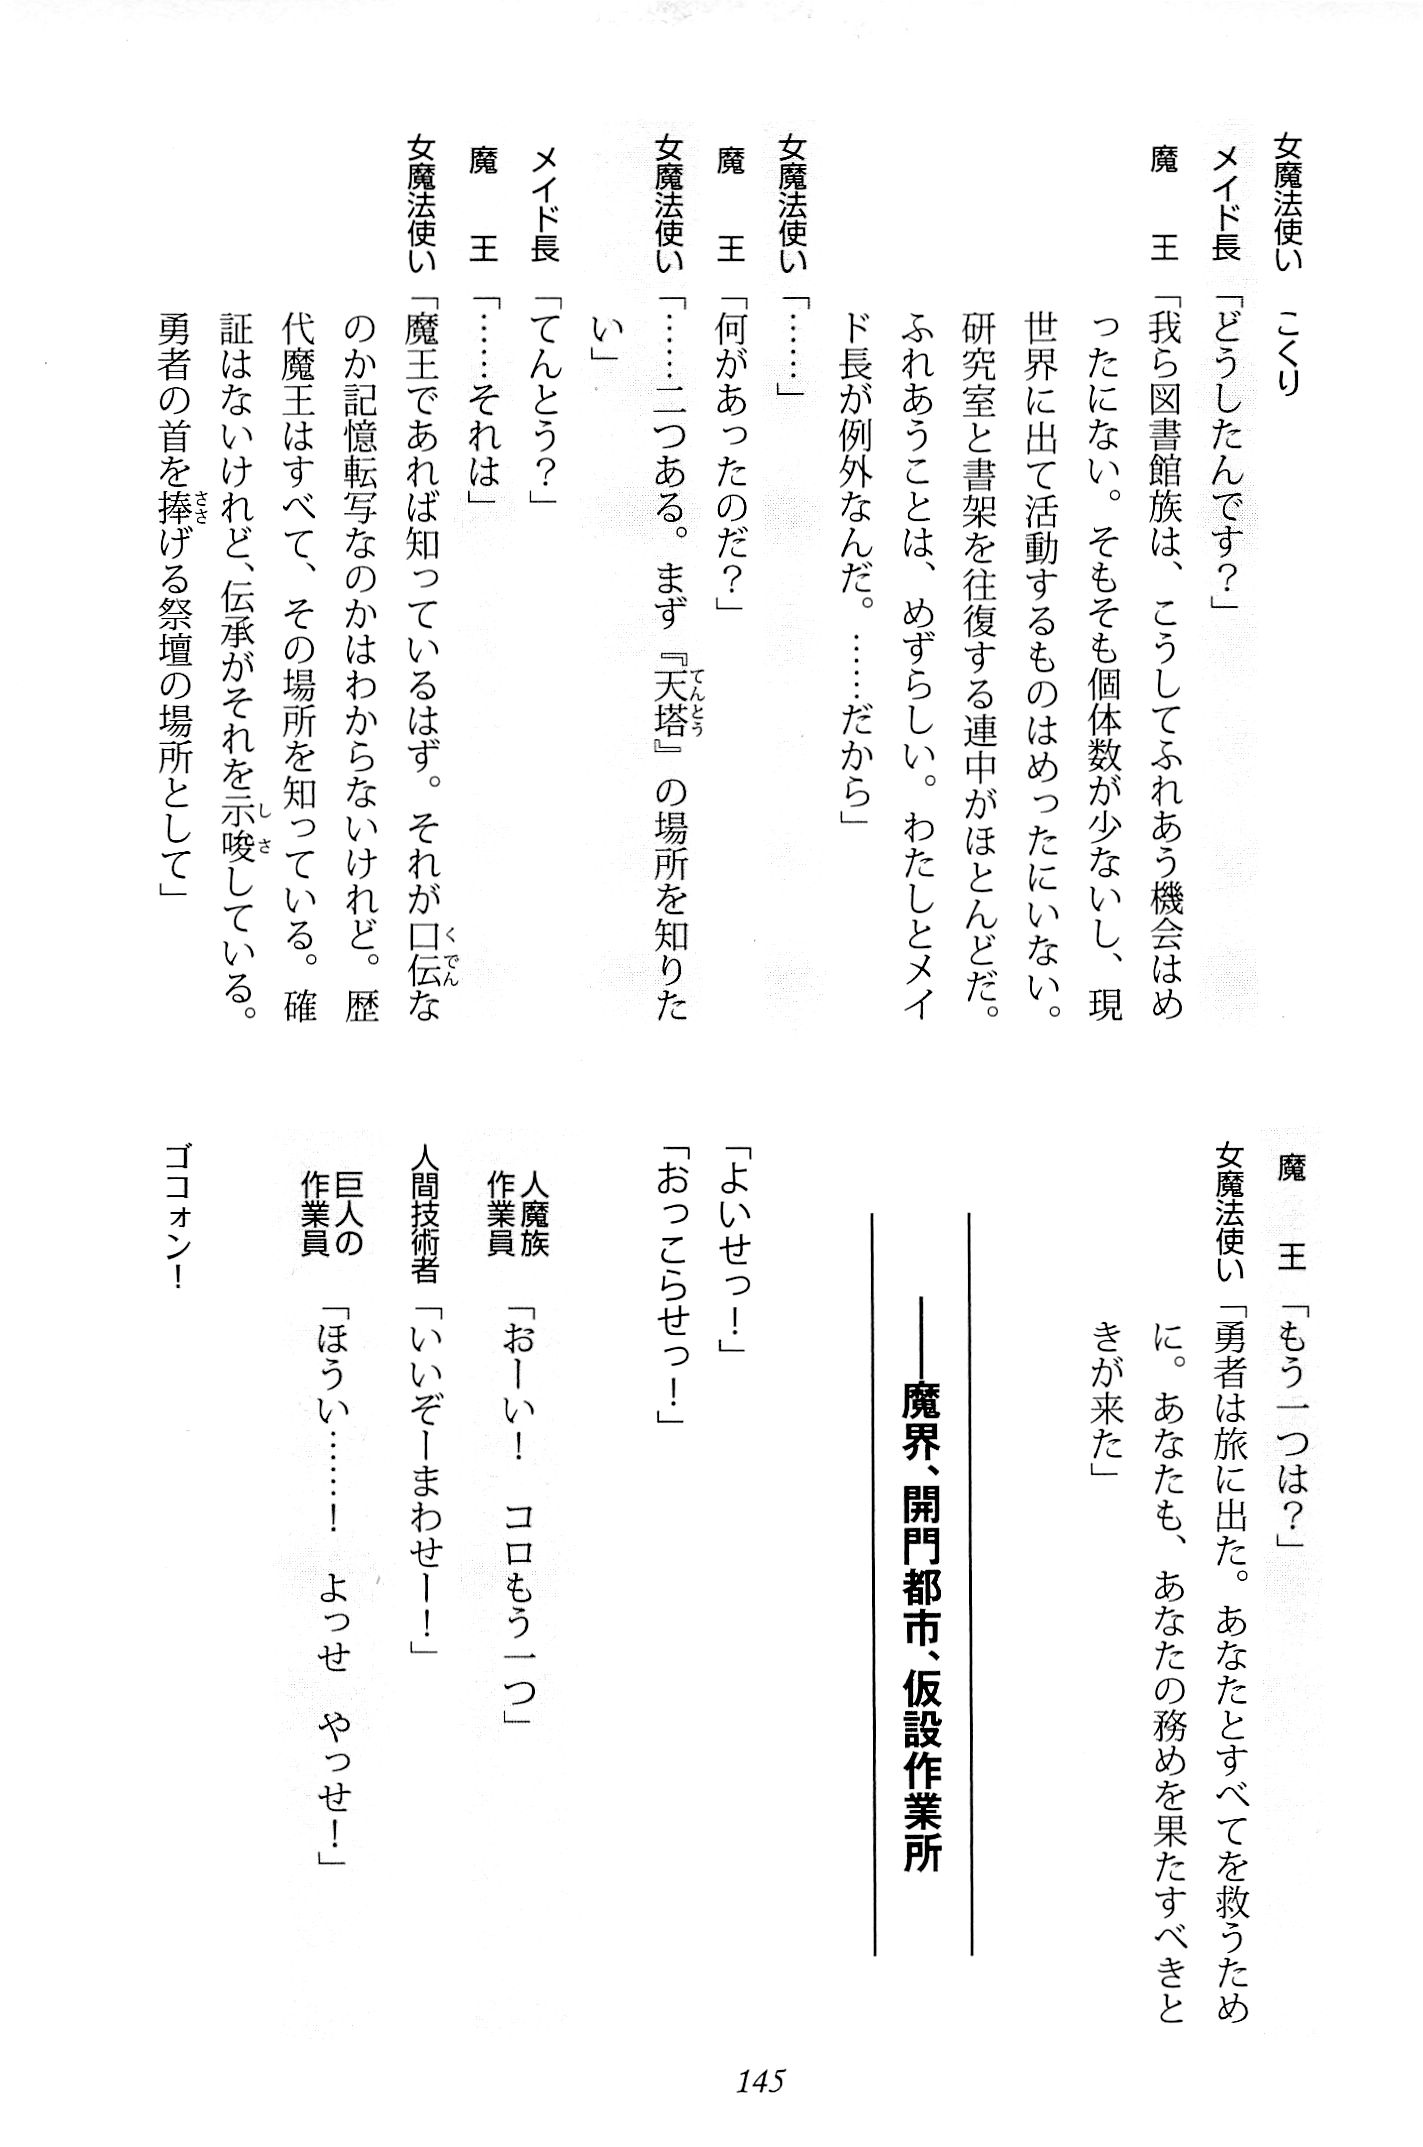 女魔法使い　こくり
メイド長「どうしたんです？」
魔　王「我ら図書館族は、こうしてふれあう機会はめ
ったにない。そもそも個体数が少ないし、現
世界に出て活動するものはめったにいない。
研究室と書架を往復する連中がほとんどだ。
ふれあうことは、めずらしい。わたしとメイ
ド長が例外なんだ。……だから」
女魔法使い「……」
魔　王「何があったのだ？」
女魔法使い「……二つある。まず『天塔』の場所を知りた
い」
メイド長「てんとう？」
魔　王「……それは」
女魔法使い「魔王であれば知っているはず。それが口伝な
のか記憶転写なのかはわからないけれど。歴
代魔王はすべて、その場所を知っている。確
証はないけれど、伝承がそれを示唆している。
勇者の首を捧げる祭壇の場所として」
魔　王「もう一つは？」
女魔法使い「勇者は旅に出た。あなたとすべてを救うため
に。あなたも、あなたの務めを果たすべきと
きが来た」
――魔界、開門都市、仮設作業所
「よいせっ！」
「おっこらせっ！」
人魔族作業員「おーい！　コロもう一つ」
人間技術者「いいぞーまわせー！」
巨人の作業員「ほうい……！　よっせ　やっせ！」
ゴコォン！
145